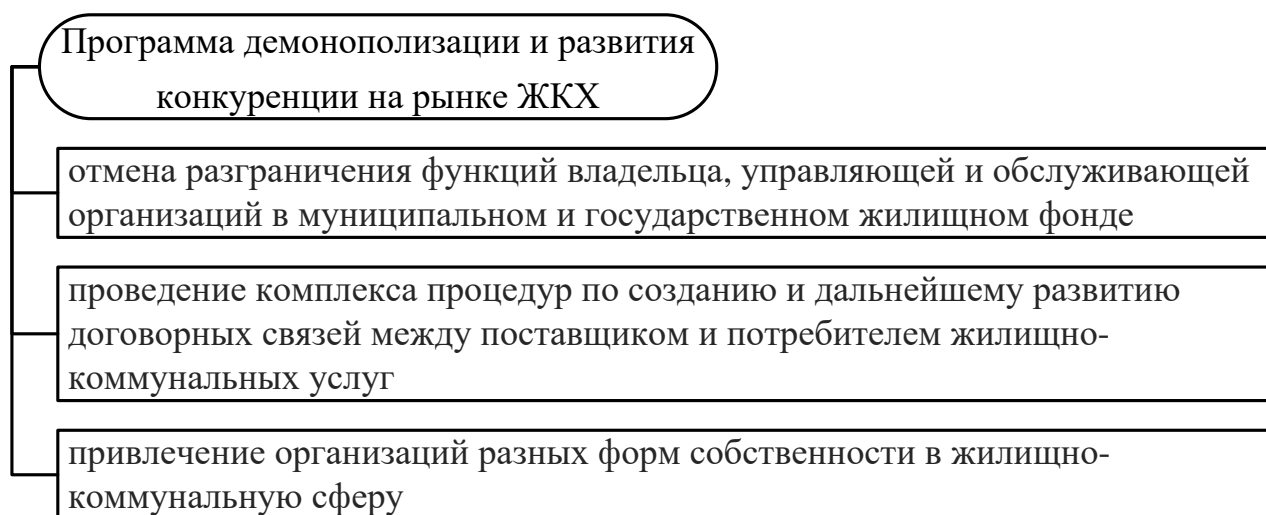 Программа демонополизации и развития
конкуренции на рынке ЖКХ
отмена разграничения функций владельца, управляющей и обслуживающей
организаций в муниципальном и государственном жилищном фонде
проведение комплекса процедур по созданию и дальнейшему развитию
договорных связей между поставщиком и потребителем жилищно-
коммунальных услуг
привлечение организаций разных форм собственности в жилищно-
коммунальную сферу